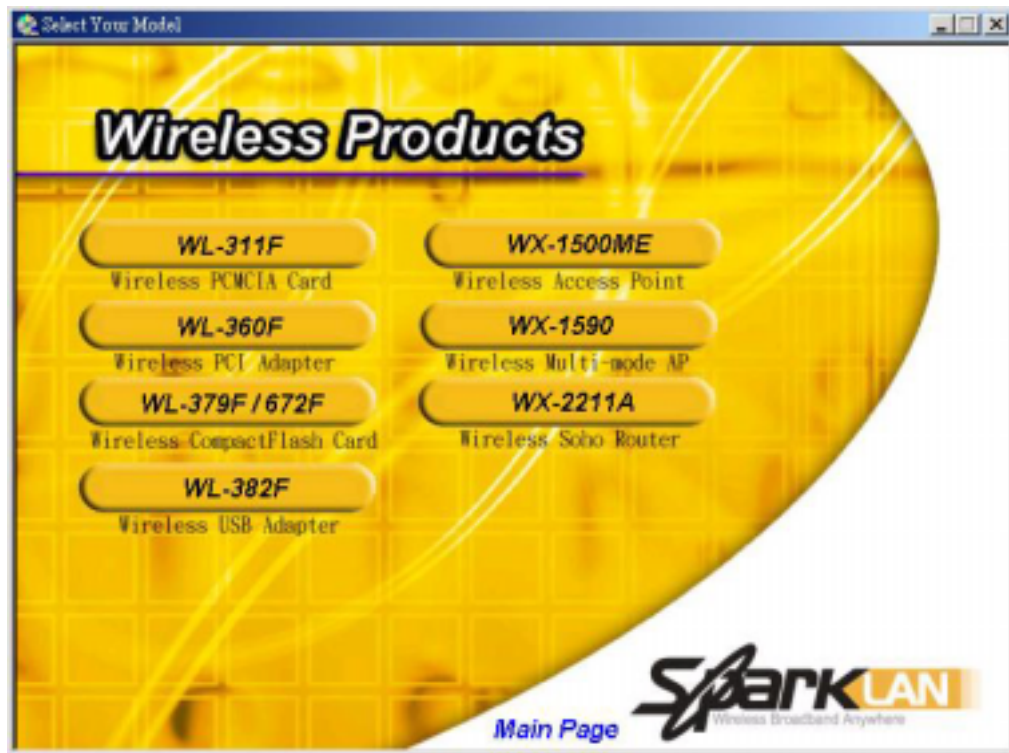 Select Your Model
Wireless Products
WL-311F
Wireless PCMCIA Card
WL-360F
Wireless PCI Adapter
WL-379F / 672F
Wireless CompactFlash Card
WL-382F
Wireless USB Adapter
WX-1500ME
Wireless Access Point
WX-1590
Wireless Multi-mode AP
WX-2211A
Wireless Soho Router
Main Page
SparkLAN
Wireless Broadband Anywhere